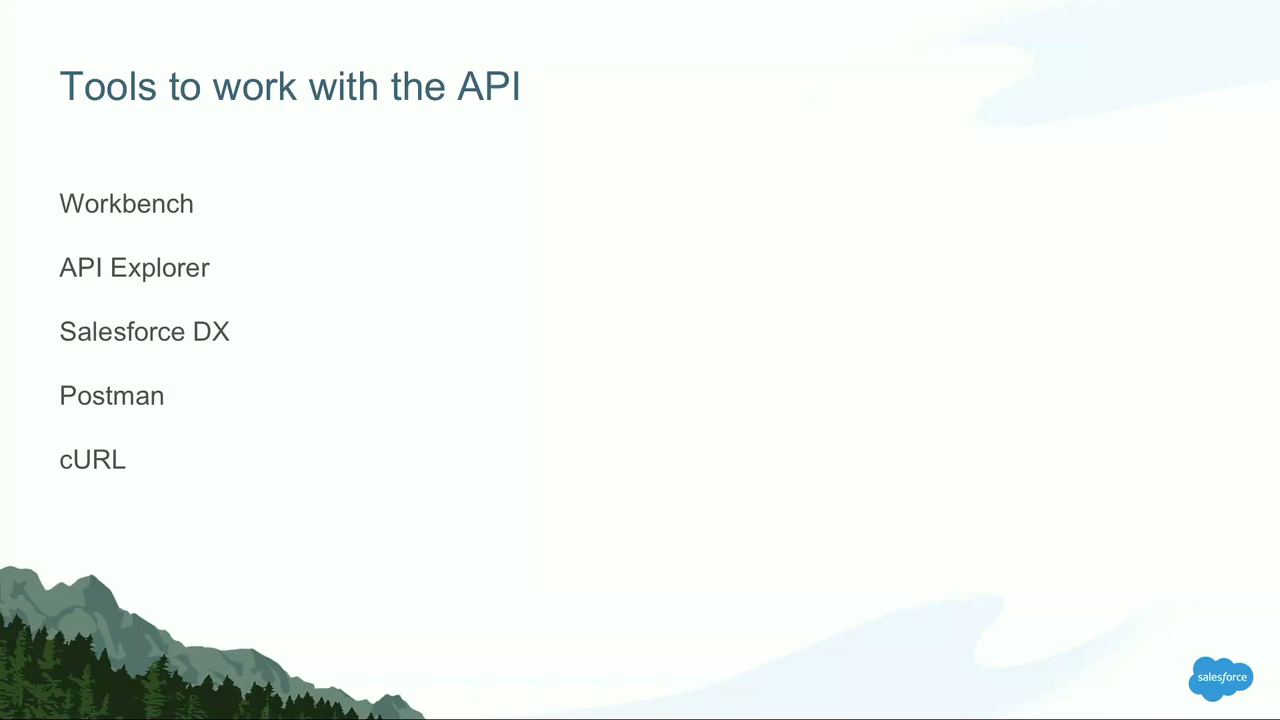 Tools to work with the API
Workbench
API Explorer
Salesforce DX
Postman
cURL
salesforce